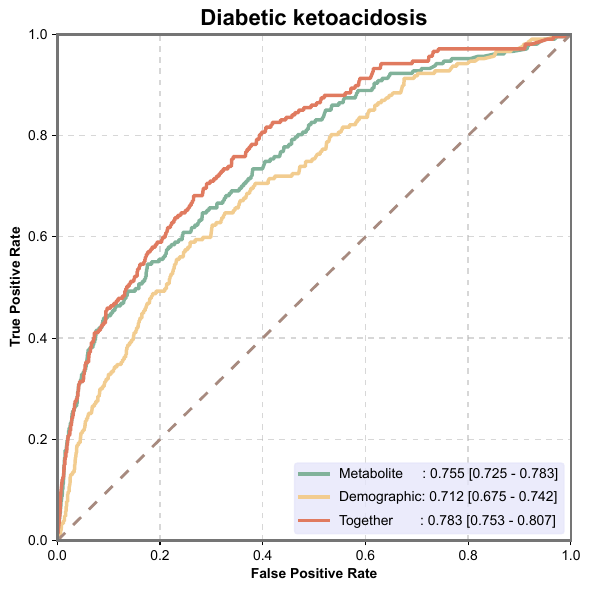 Diabetic ketoacidosis
1.0
0.8
0.6
0.4
0.2
0.0
True Positive Rate
Metabolite : 0.755 [0.725 - 0.783]
Demographic: 0.712 [0.675 - 0.742]
Together : 0.783 [0.753 - 0.807]
0.0 0.2 0.4 0.6 0.8 1.0
False Positive Rate